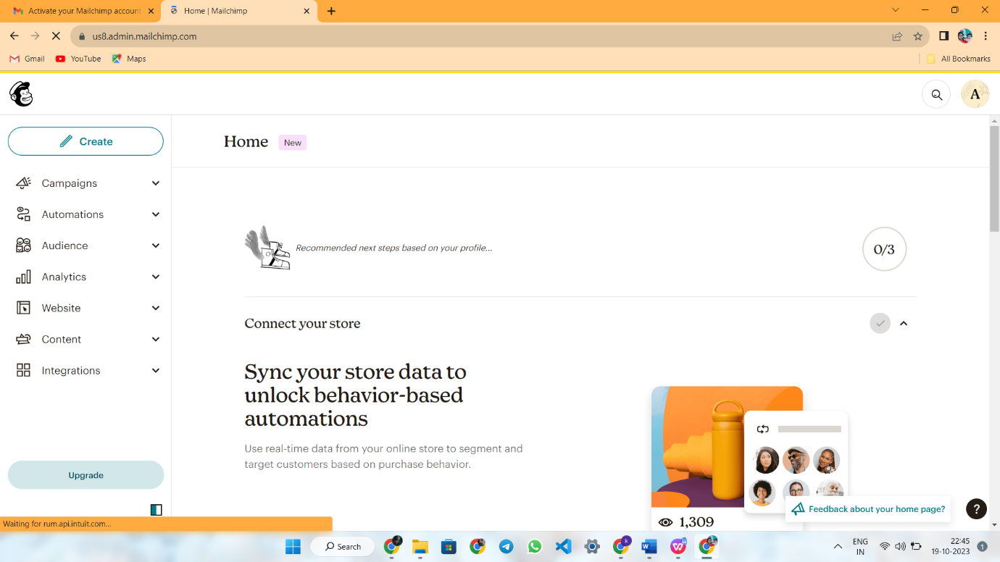 Activate your Mailchimp account
Home | Mailchimp
us8.admin.mailchimp.com
Gmail
YouTube
Maps
All Bookmarks
A
Create
Home
New
Campaigns
Automations
Audience
Analytics
Website
Content
Integrations
Recommended next steps based on your profile...
0/3
Connect your store
Sync your store data to
unlock behavior-based
automations
Use real-time data from your online store to segment and
target customers based on purchase behavior.
1,309
Upgrade
Feedback about your home page?
?
Waiting for rum.api.intuit.com...
Search
k
W
ENG
IN
22:45
19-10-2023
1